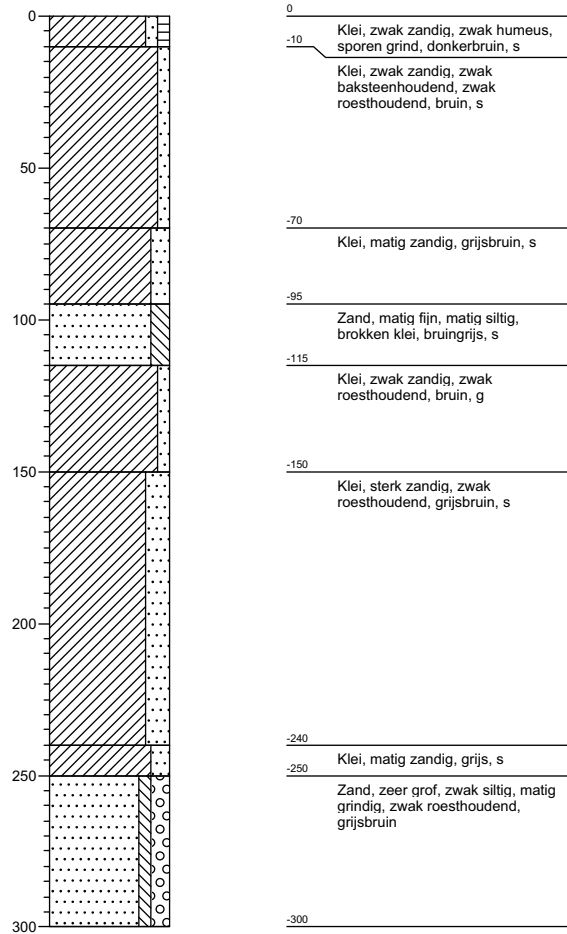 0
50
100
150
200
250
300
0
Klei, zwak zandig, zwak humeus,
sporen grind, donkerbruin, s
-10
Klei, zwak zandig, zwak
baksteenhoudend, zwak
roesthoudend, bruin, s
-70
Klei, matig zandig, grijsbruin, s
-95
Zand, matig fijn, matig siltig,
brokken klei, bruingrijs, s
-115
Klei, zwak zandig, zwak
roesthoudend, bruin, g
-150
Klei, sterk zandig, zwak
roesthoudend, grijsbruin, s
-240
Klei, matig zandig, grijs, s
-250
Zand, zeer grof, zwak siltig, matig
grindig, zwak roesthoudend,
grijsbruin
-300